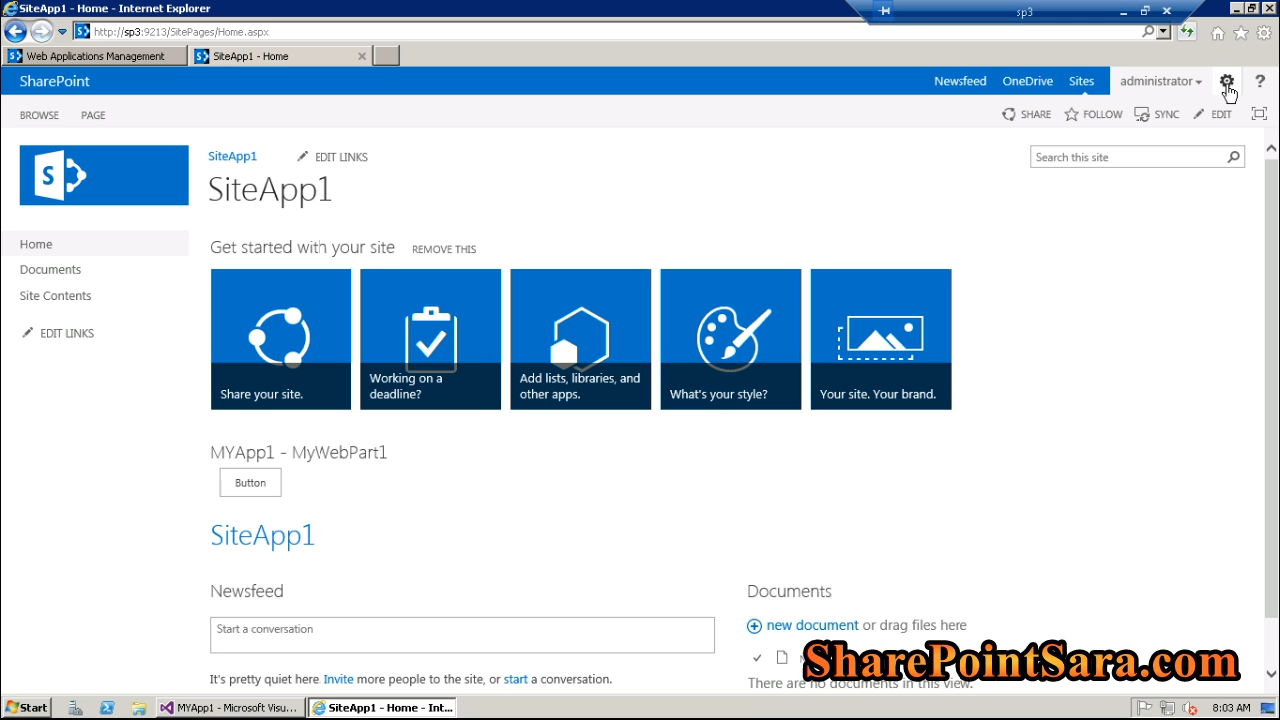 SiteApp1 - Home - Internet Explorer
sp3
http://sp3:9213/SitePages/Home.aspx
Web Applications Management
SiteApp1 - Home
SharePoint
Newsfeed
OneDrive
Sites
administrator
?
BROWSE
PAGE
SHARE
FOLLOW
SYNC
EDIT
S
SiteApp1
EDIT LINKS
Search this site
SiteApp1
Home
Documents
Site Contents
EDIT LINKS
Get started with your site
REMOVE THIS
Share your site.
Working on a
deadline?
Add lists, libraries, and
other apps.
What's your style?
Your site. Your brand.
MYApp1 - MyWebPart1
Button
SiteApp1
Newsfeed
Start a conversation
It's pretty quiet here. Invite more people to the site, or start a conversation.
Documents
new document or drag files here
There are no documents in this view.
SharePointSara.com
Start
MYApp1 - Microsoft Visu...
SiteApp1 - Home - Int...
8:03 AM